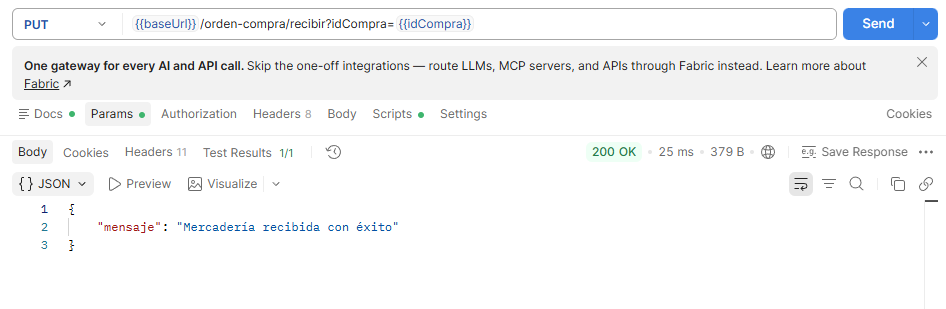 PUT {{baseUrl}}/orden-compra/recibir?idCompra= {{idCompra}} Send
One gateway for every AI and API call. Skip the one-off integrations — route LLMs, MCP servers, and APIs through Fabric instead. Learn more about
Fabric ↗
Docs Params Authorization Headers 8 Body Scripts Settings Cookies
Body Cookies Headers 11 Test Results 1/1 200 OK 25 ms 379 B e.g. Save Response
{} JSON Preview Visualize
1 {
2 "mensaje": "Mercadería recibida con éxito"
3 }